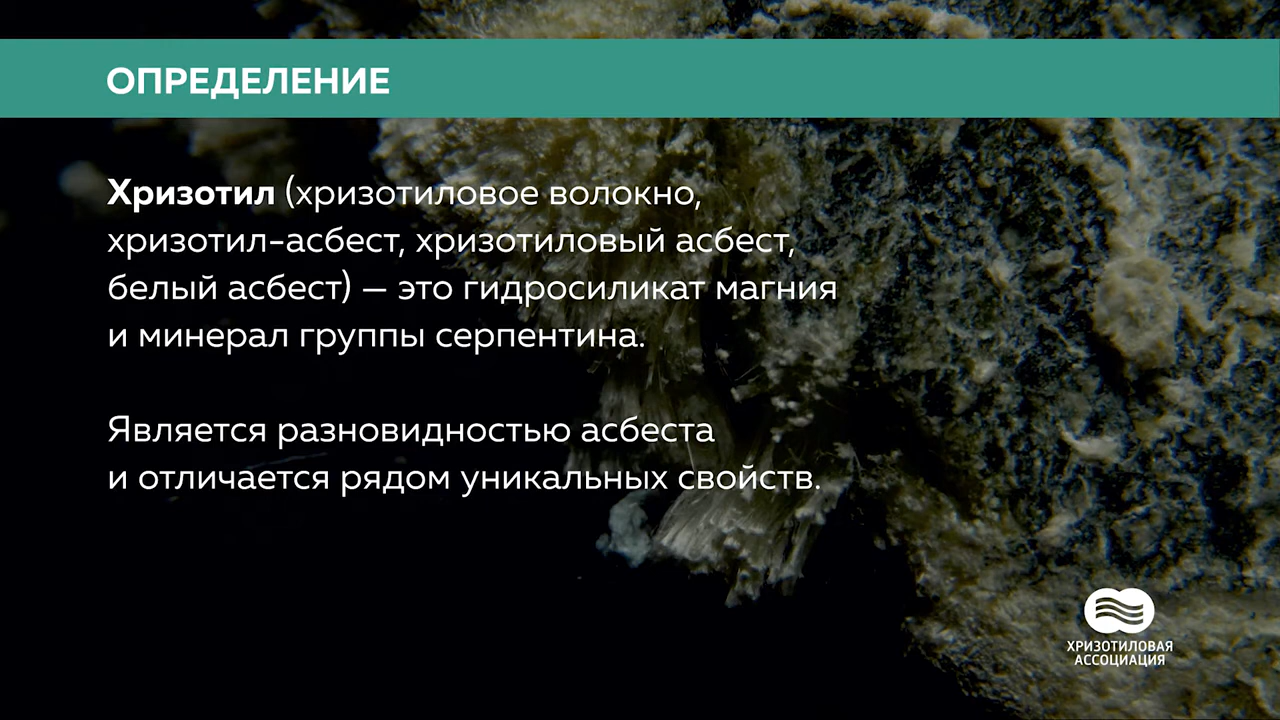 ОПРЕДЕЛЕНИЕ
Хризотил (хризотиловое волокно,
хризотил-асбест, хризотиловый асбест,
белый асбест) — это гидросиликат магния
и минерал группы серпентина.
Является разновидностью асбеста
и отличается рядом уникальных свойств.
ХРИЗОТИЛОВАЯ
АССОЦИАЦИЯ